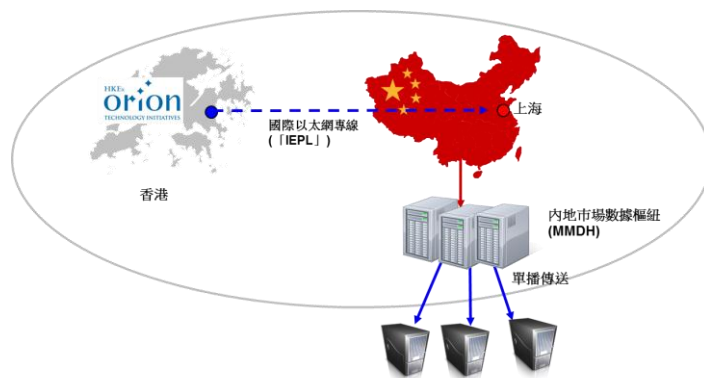 HKEx
orion
TECHNOLOGY INITIATIVES
上海
國際以太網專線
(「IEPL」)
香港
內地市場數據樞紐
(MMDH)
單播傳送